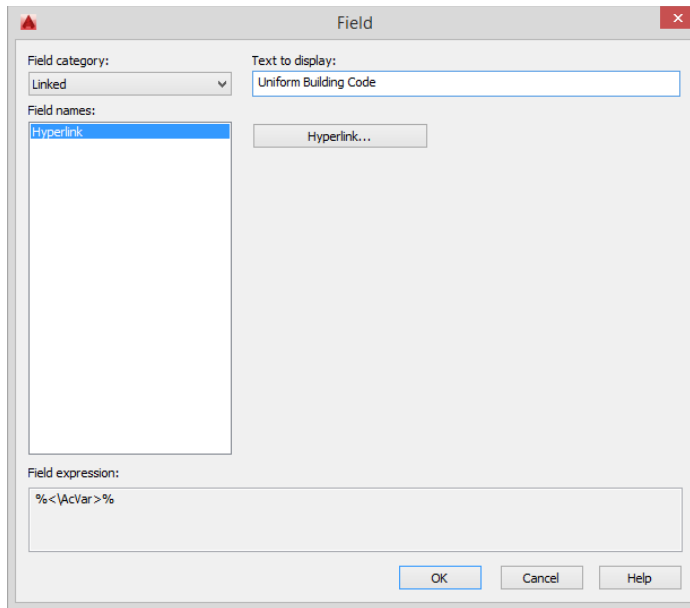 Field
Field category:
Linked
Field names:
Hyperlink
Text to display:
Uniform Building Code
Hyperlink...
Field expression:
%<\AcVar>%
OK
Cancel
Help